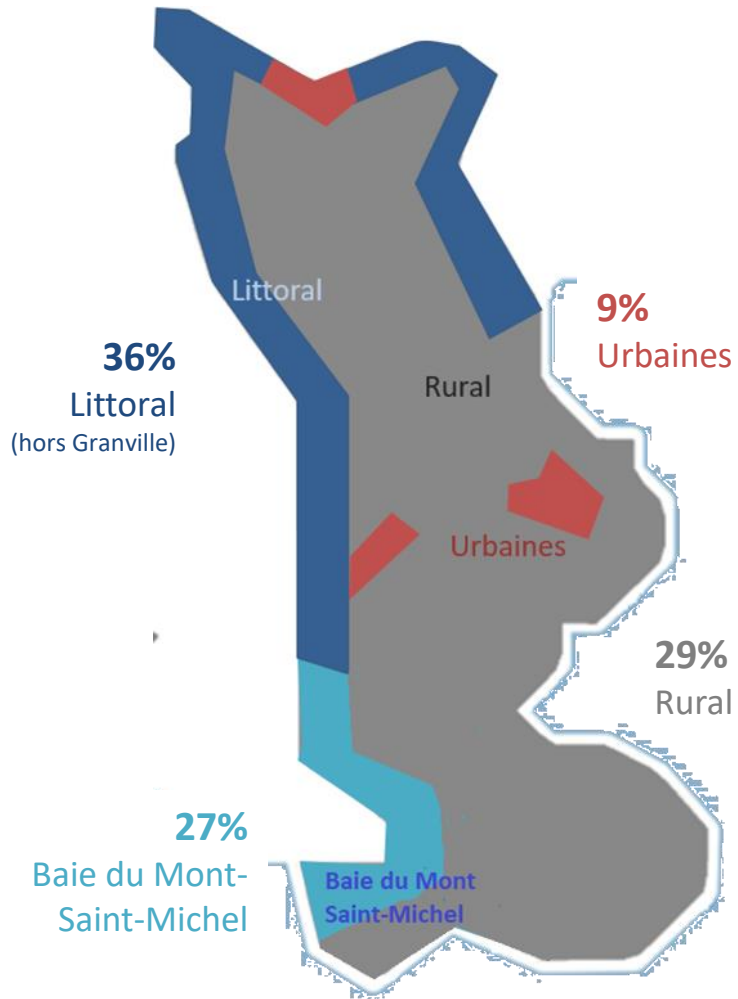 Littoral
9%
Urbaines
36%
Littoral
(hors Granville)
Rural
Urbaines
29%
Rural
27%
Baie du Mont-
Saint-Michel
Baie du Mont
Saint-Michel